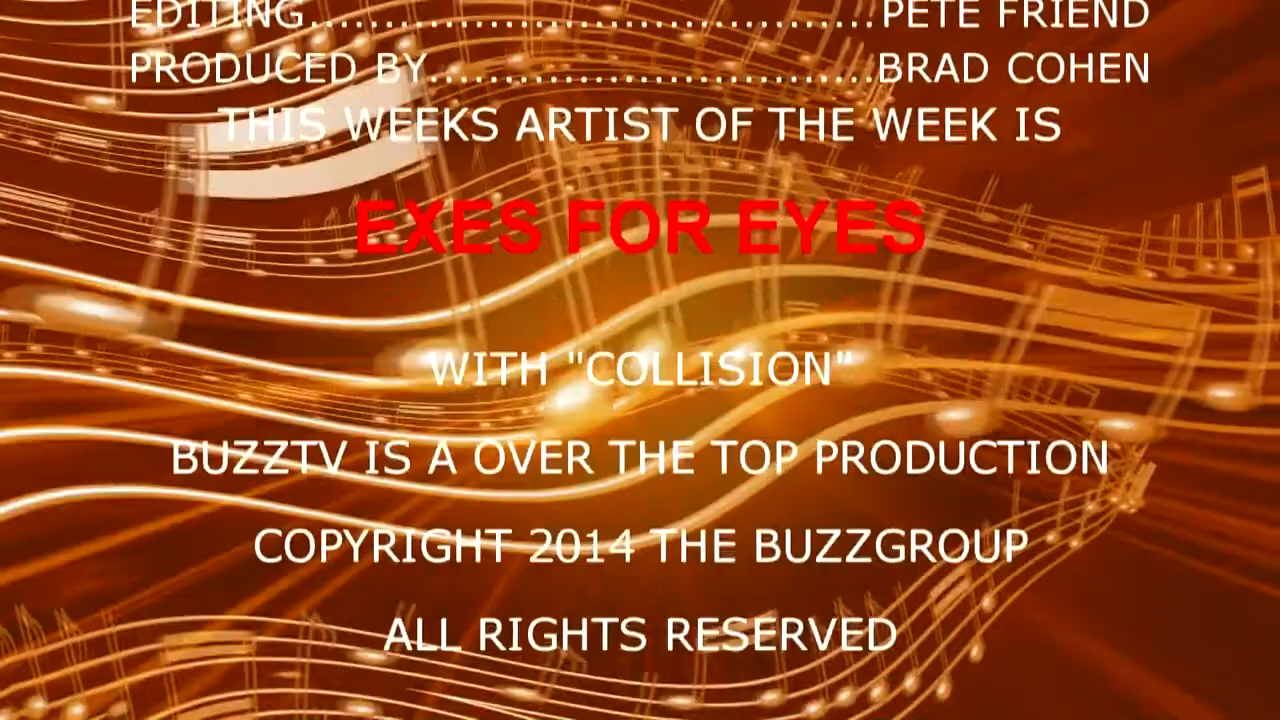 EDITING......................................PETE FRIEND
PRODUCED BY..............................BRAD COHEN
THIS WEEKS ARTIST OF THE WEEK IS
EXES FOR EYES
WITH "COLLISION"
BUZZTV IS A OVER THE TOP PRODUCTION
COPYRIGHT 2014 THE BUZZGROUP
ALL RIGHTS RESERVED